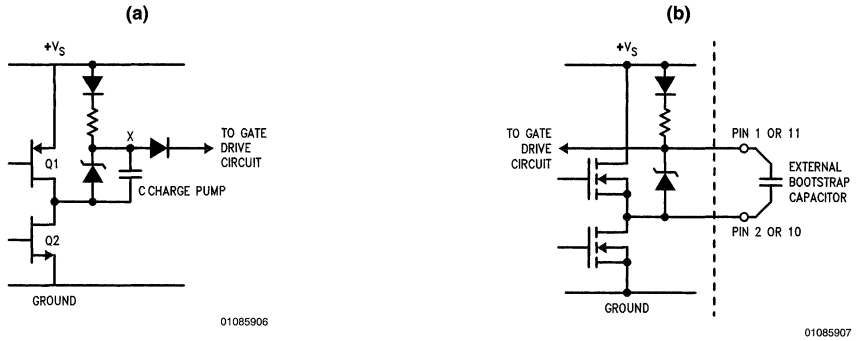 (a)
+VS
X
TO GATE
DRIVE
CIRCUIT
Q1
C CHARGE PUMP
Q2
GROUND
01085906
(b)
+VS
TO GATE
DRIVE
CIRCUIT
PIN 1 OR 11
EXTERNAL
BOOTSTRAP
CAPACITOR
PIN 2 OR 10
GROUND
01085907